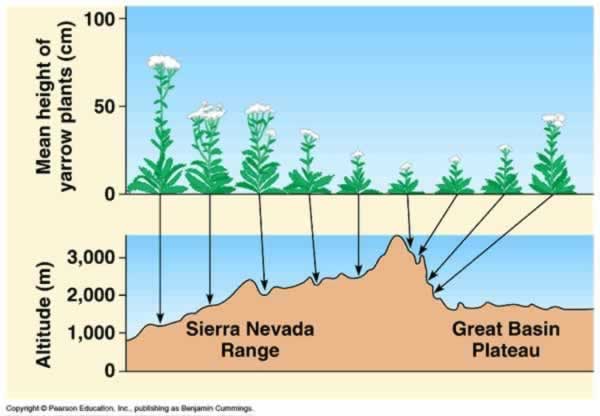 Mean height of
yarrow plants (cm)
100
50
0
Altitude (m)
3,000
2,000
1,000
0
Sierra Nevada
Range
Great Basin
Plateau
Copyright © Pearson Education, Inc., publishing as Benjamin Cummings.